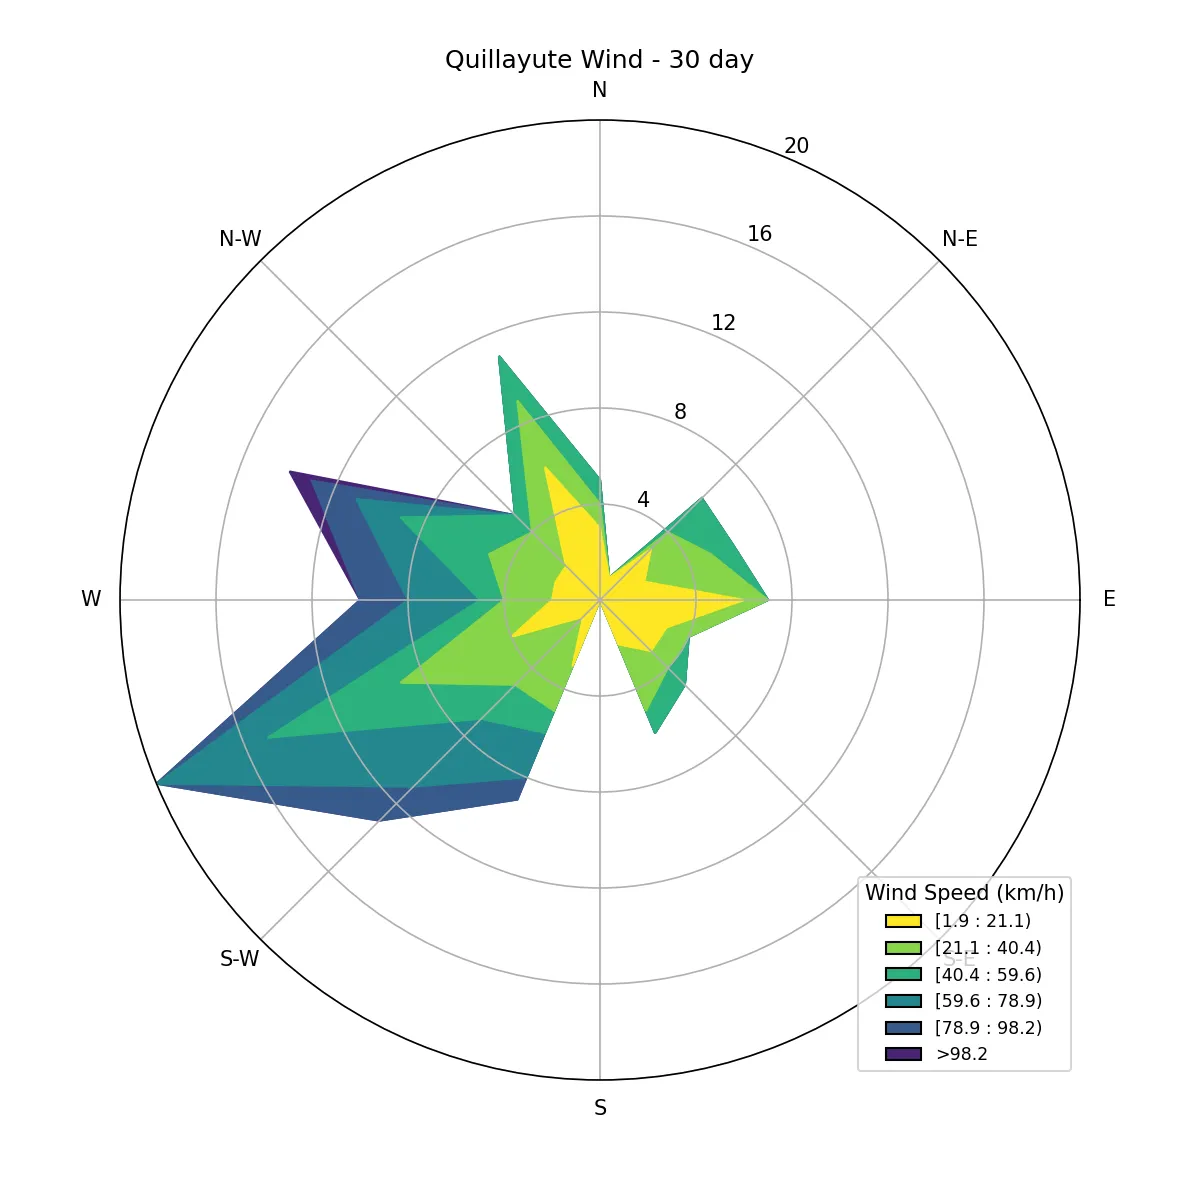 Quillayute Wind - 30 day
N
20
N-W
N-E
16
12
8
4
W
E
S-W
S-E
S
Wind Speed (km/h)
[1.9 : 21.1)
[21.1 : 40.4)
[40.4 : 59.6)
[59.6 : 78.9)
[78.9 : 98.2)
>98.2